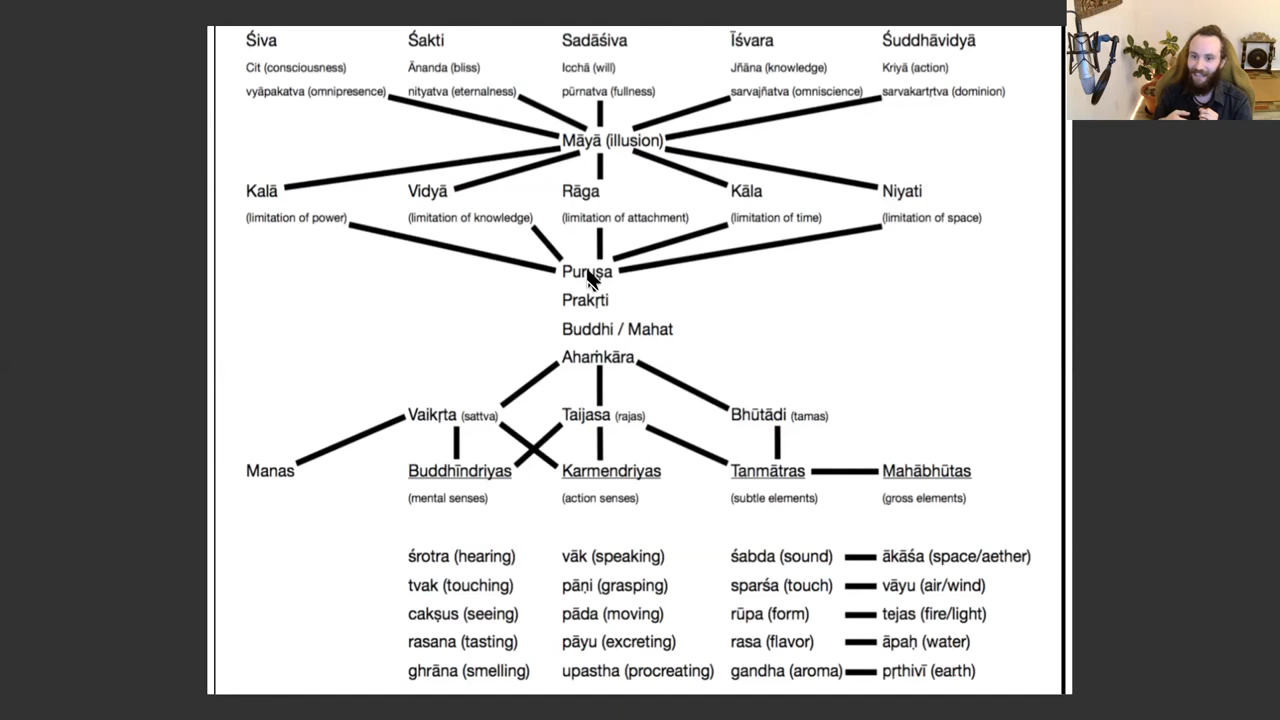 Śiva Śakti Sadāśiva Īśvara Śuddhāvidyā
Cit (consciousness) Ānanda (bliss) Icchā (will) Jñāna (knowledge) Kriyā (action)
vyāpakatva (omnipresence) nityatva (eternalness) pūrnatva (fullness) sarvajñatva (omniscience) sarvakartṛtva (dominion)
Māyā (illusion)
Kalā Vidyā Rāga Kāla Niyati
(limitation of power) (limitation of knowledge) (limitation of attachment) (limitation of time) (limitation of space)
Puruṣa
Prakṛti
Buddhi / Mahat
Ahaṁkāra
Vaikṛta (sattva) Taijasa (rajas) Bhūtādi (tamas)
Manas Buddhīndriyas Karmendriyas Tanmātras Mahābhūtas
(mental senses) (action senses) (subtle elements) (gross elements)
śrotra (hearing) vāk (speaking) śabda (sound) ākāśa (space/aether)
tvak (touching) pāṇi (grasping) sparśa (touch) vāyu (air/wind)
cakṣus (seeing) pāda (moving) rūpa (form) tejas (fire/light)
rasana (tasting) pāyu (excreting) rasa (flavor) āpaḥ (water)
ghrāna (smelling) upastha (procreating) gandha (aroma) pṛthivī (earth)